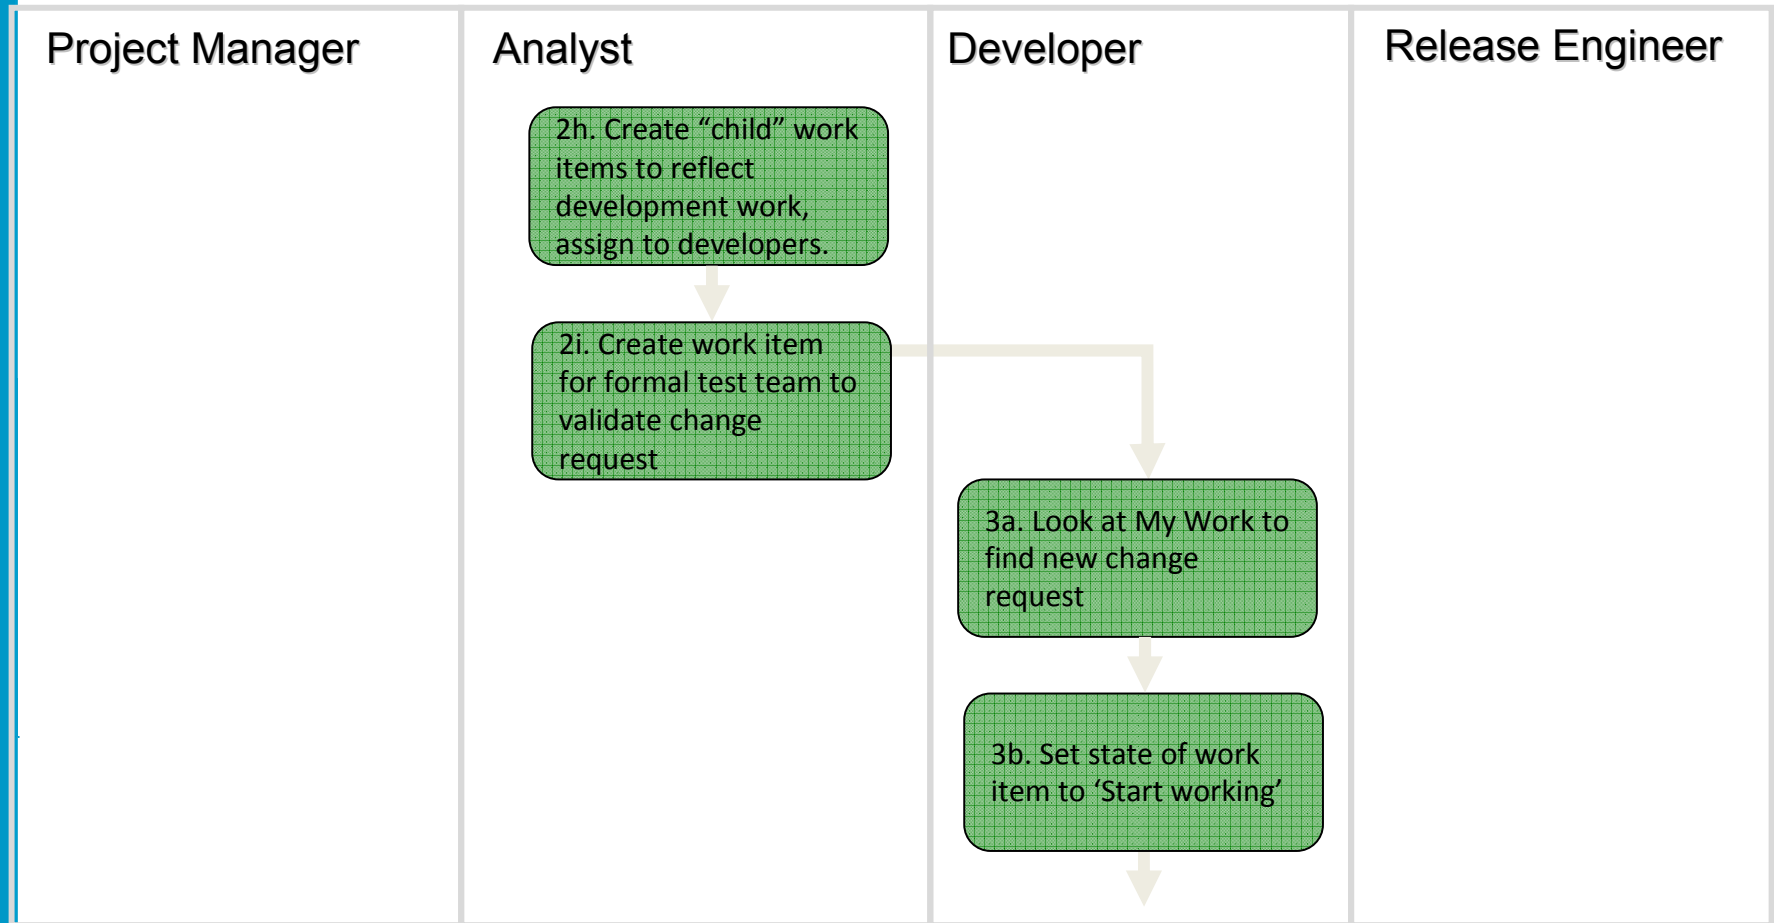 Project Manager
Analyst
Developer
Release Engineer
2h. Create “child” work
items to reflect
development work,
assign to developers.
2i. Create work item
for formal test team to
validate change
request
3a. Look at My Work to
find new change
request
3b. Set state of work
item to ‘Start working’